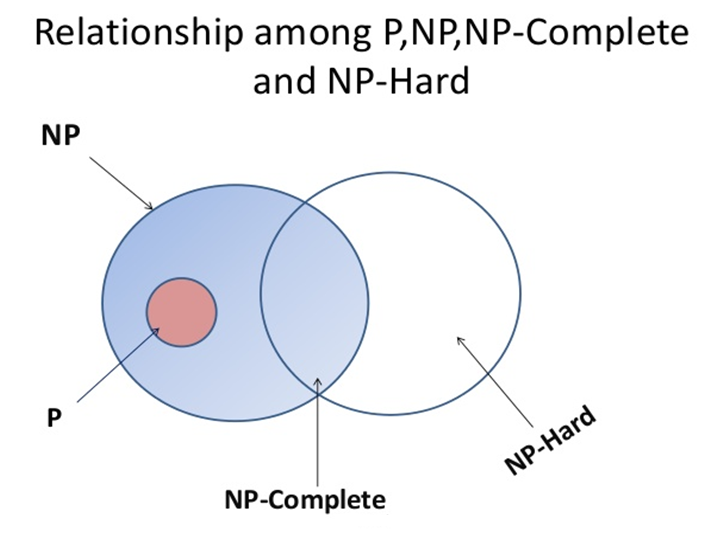 Relationship among P,NP,NP-Complete
and NP-Hard
NP
P
NP-Complete
NP-Hard